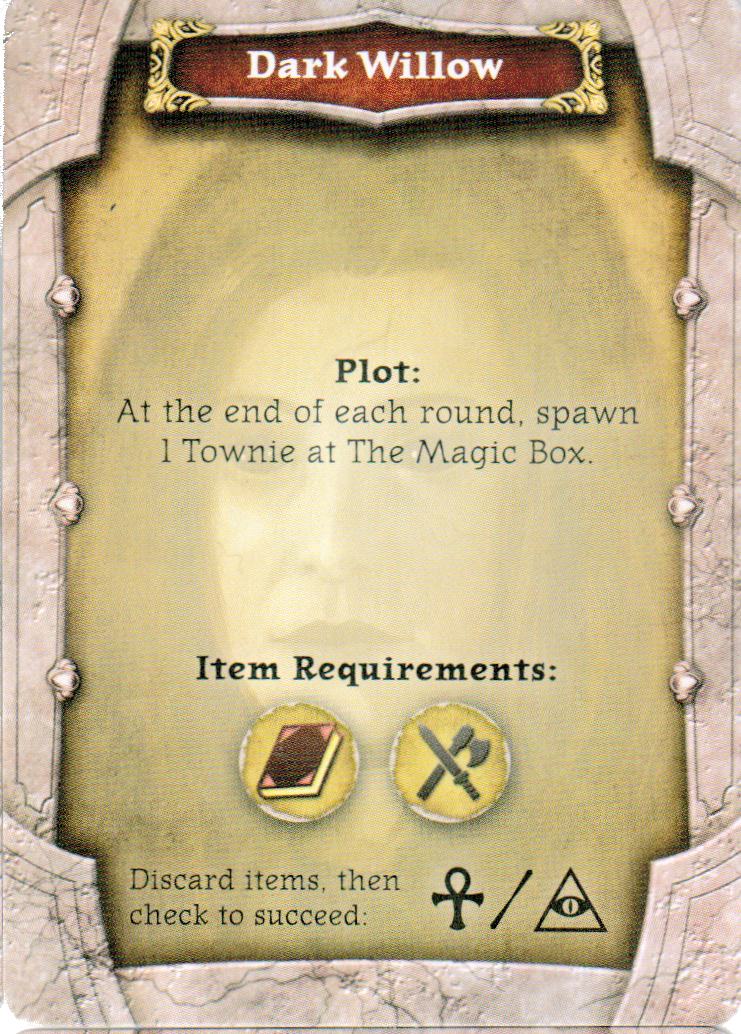 Dark Willow
Plot:
At the end of each round, spawn
1 Townie at The Magic Box.
Item Requirements:
Discard items, then
check to succeed: /